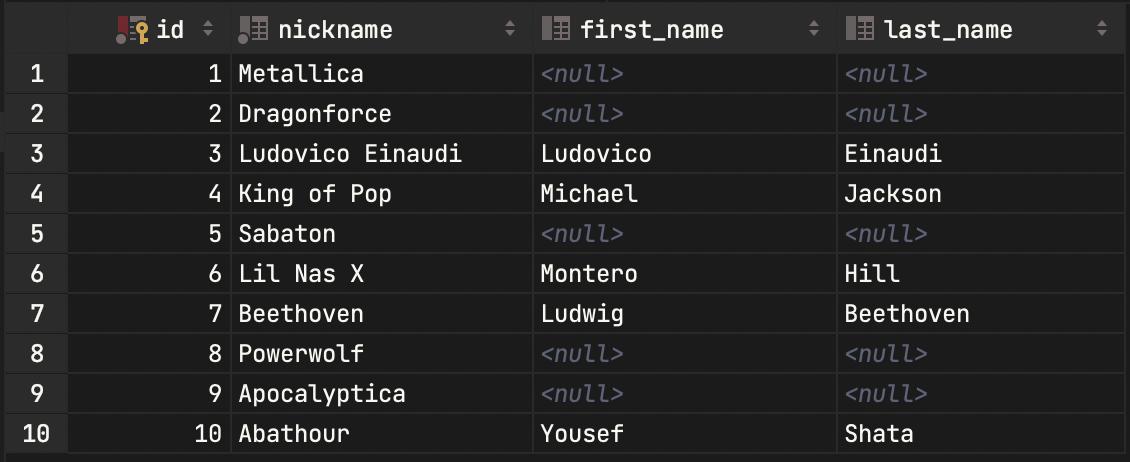 id nickname first_name last_name
1 1 Metallica <null> <null>
2 2 Dragonforce <null> <null>
3 3 Ludovico Einaudi Ludovico Einaudi
4 4 King of Pop Michael Jackson
5 5 Sabaton <null> <null>
6 6 Lil Nas X Montero Hill
7 7 Beethoven Ludwig Beethoven
8 8 Powerwolf <null> <null>
9 9 Apocalyptica <null> <null>
10 10 Abathour Yousef Shata